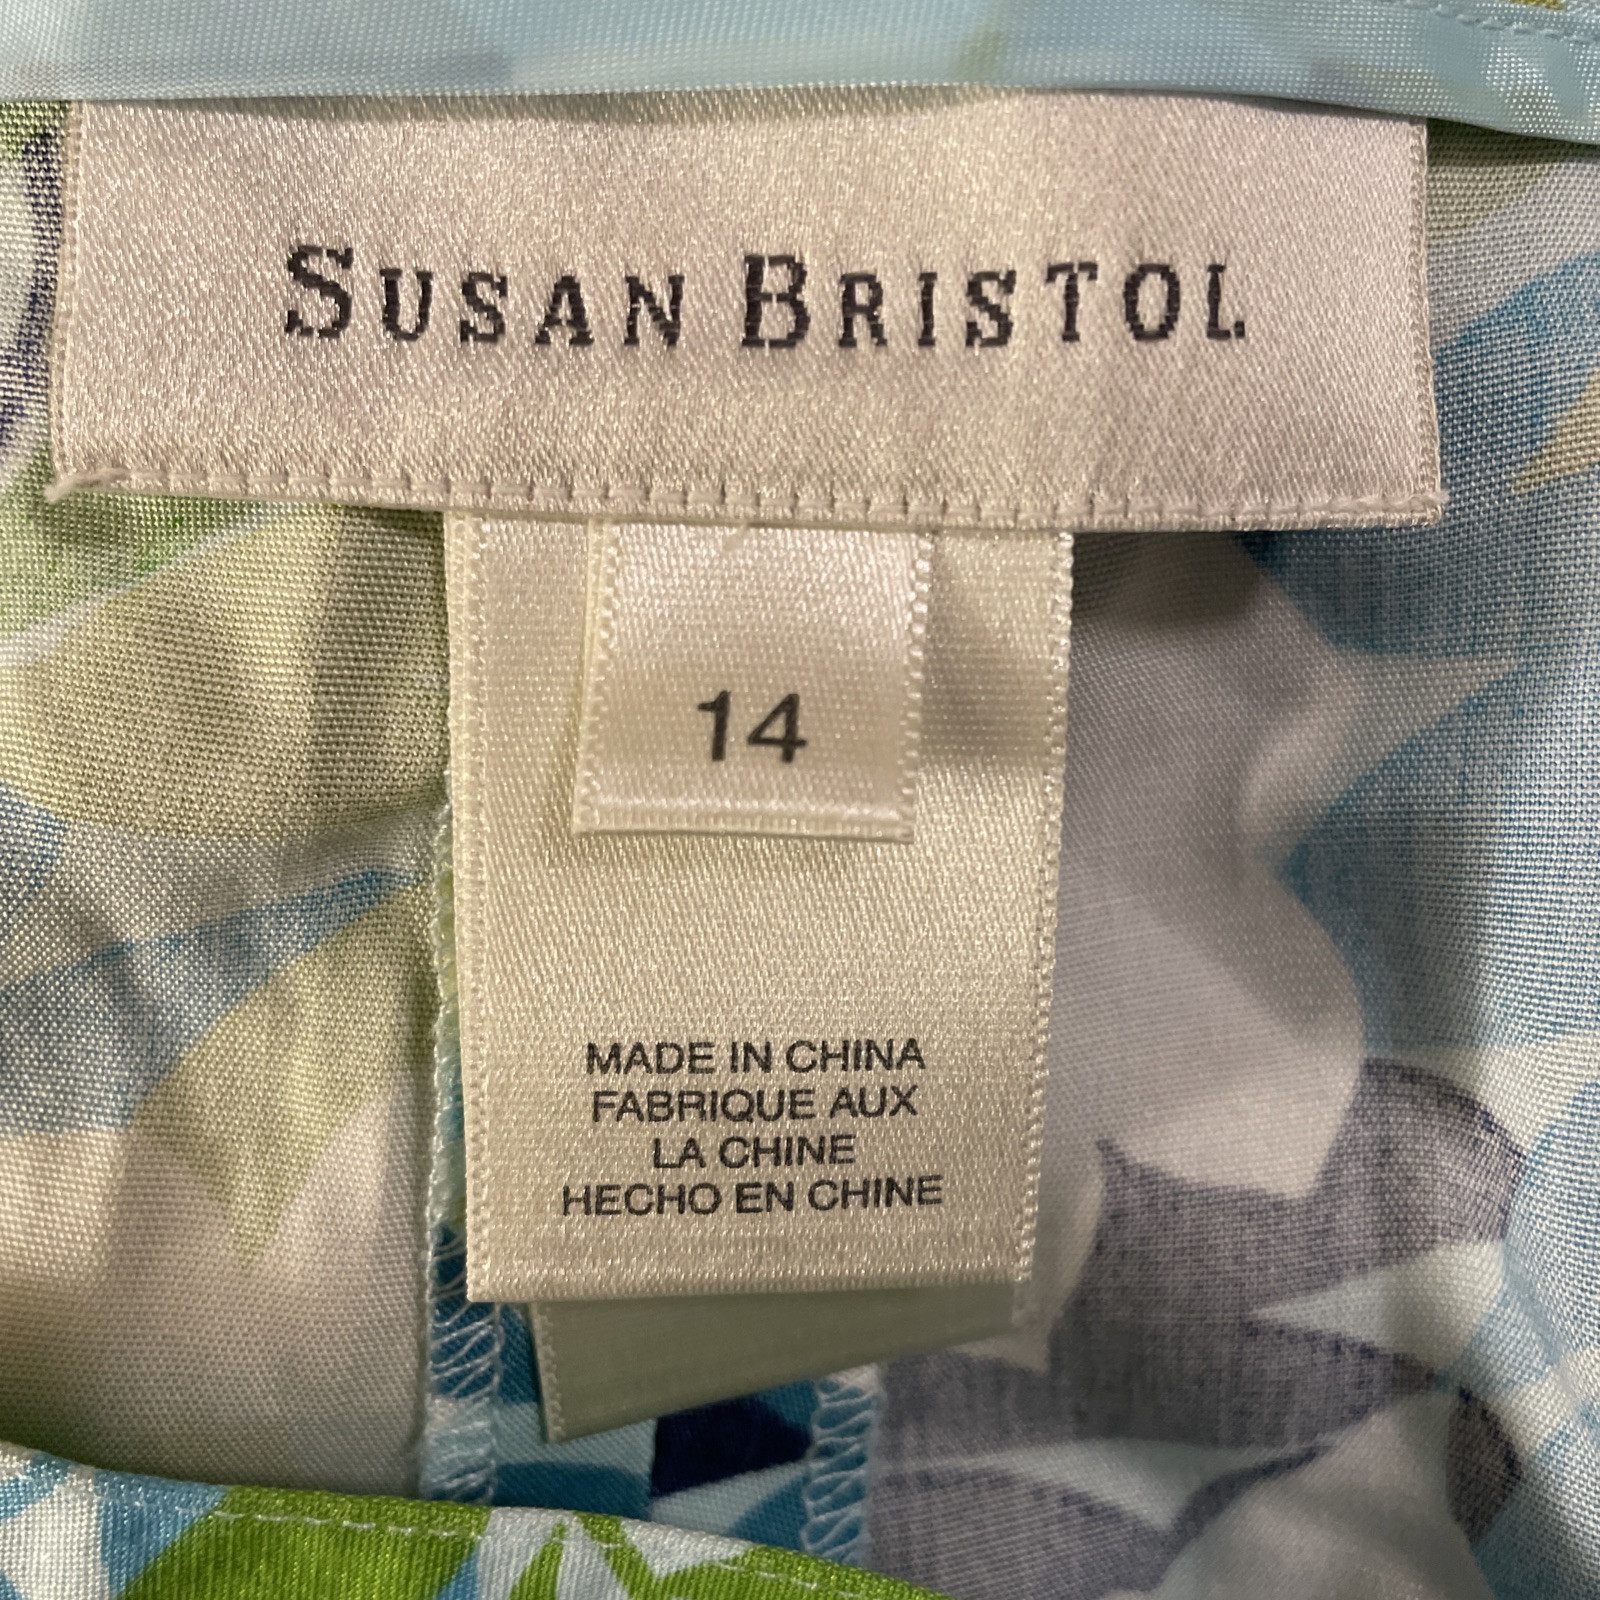 SUSAN BRISTOL
14
MADE IN CHINA
FABRIQUE AUX
LA CHINE
HECHO EN CHINE